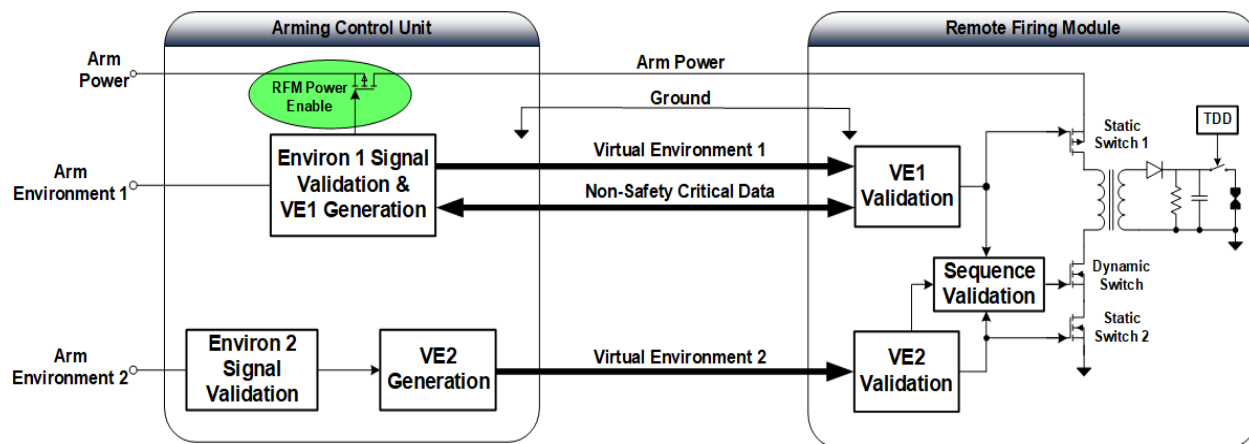 Arming Control Unit
Remote Firing Module
Arm
Power
RFM Power
Enable
Arm Power
Ground
Static
Switch 1
TDD
Arm
Environment 1
Environ 1 Signal
Validation &
VE1 Generation
Virtual Environment 1
Non-Safety Critical Data
VE1
Validation
Sequence
Validation
Dynamic
Switch
Static
Switch 2
Arm
Environment 2
Environ 2
Signal
Validation
VE2
Generation
Virtual Environment 2
VE2
Validation